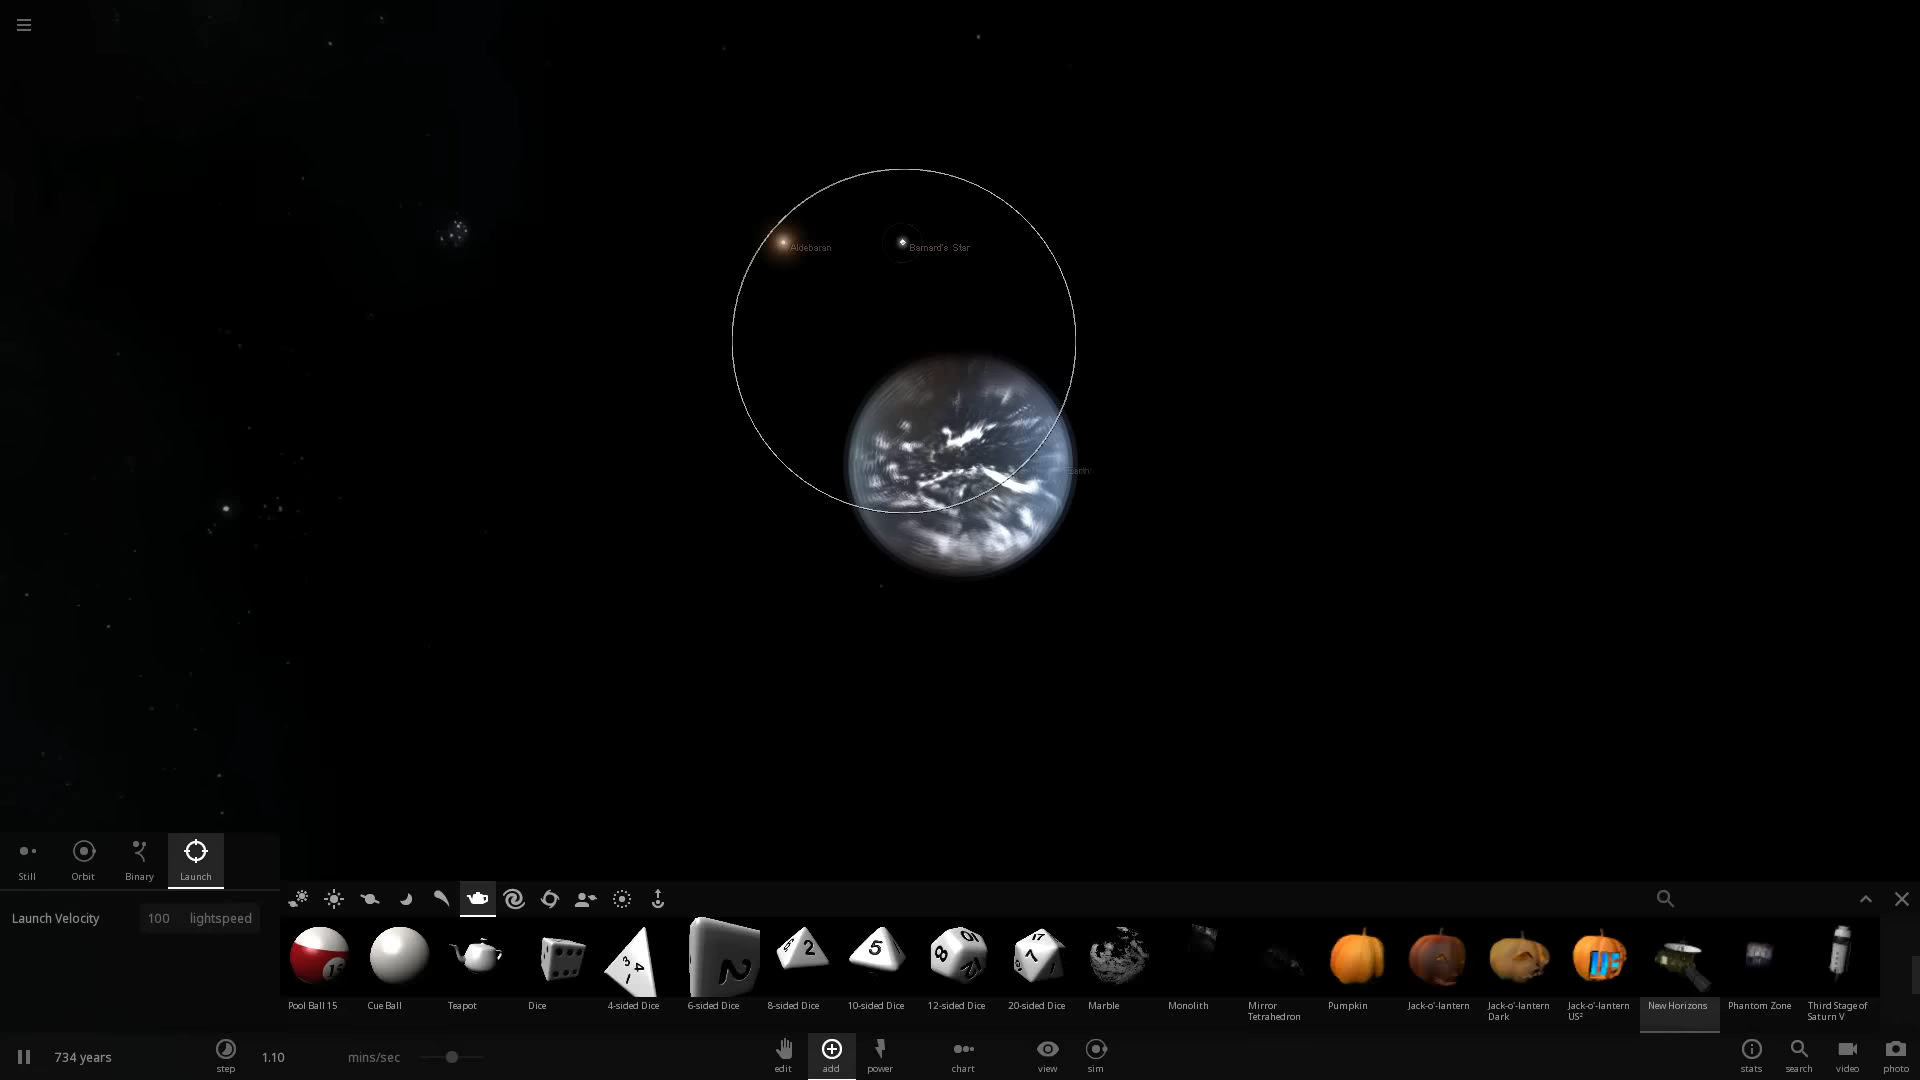 Aldebaran
Barnard's Star
Earth
Still
Orbit
Binary
Launch
Launch Velocity
100 lightspeed
Pool Ball 15
Cue Ball
Teapot
Dice
4-sided Dice
6-sided Dice
8-sided Dice
10-sided Dice
12-sided Dice
20-sided Dice
Marble
Monolith
Mirror
Tetrahedron
Pumpkin
Jack-o'-lantern
Jack-o'-lantern
Dark
Jack-o'-lantern
US²
New Horizons
Phantom Zone
Third Stage of
Saturn V
734 years
step
1.10 mins/sec
edit
add
power
chart
view
sim
stats
search
video
photo